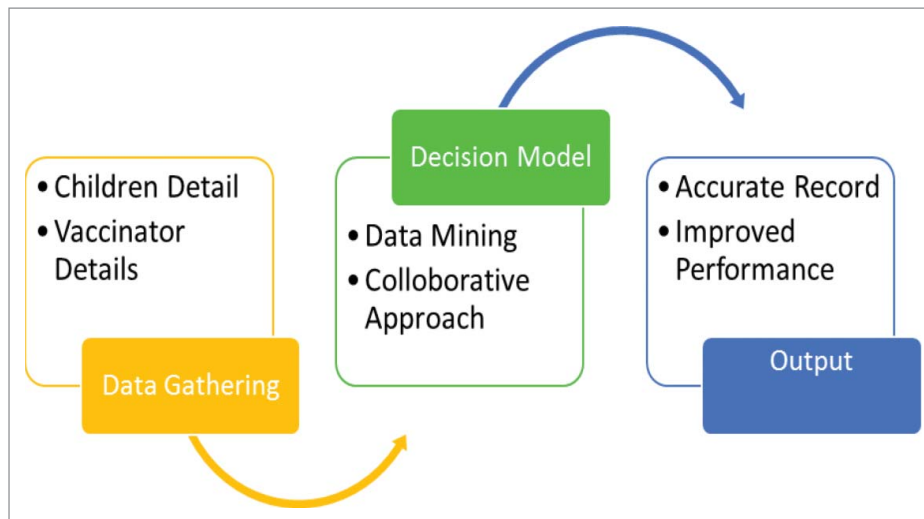 • Children Detail
• Vaccinator
Details
Data Gathering
Decision Model
• Data Mining
• Colloborative
Approach
• Accurate Record
• Improved
Performance
Output